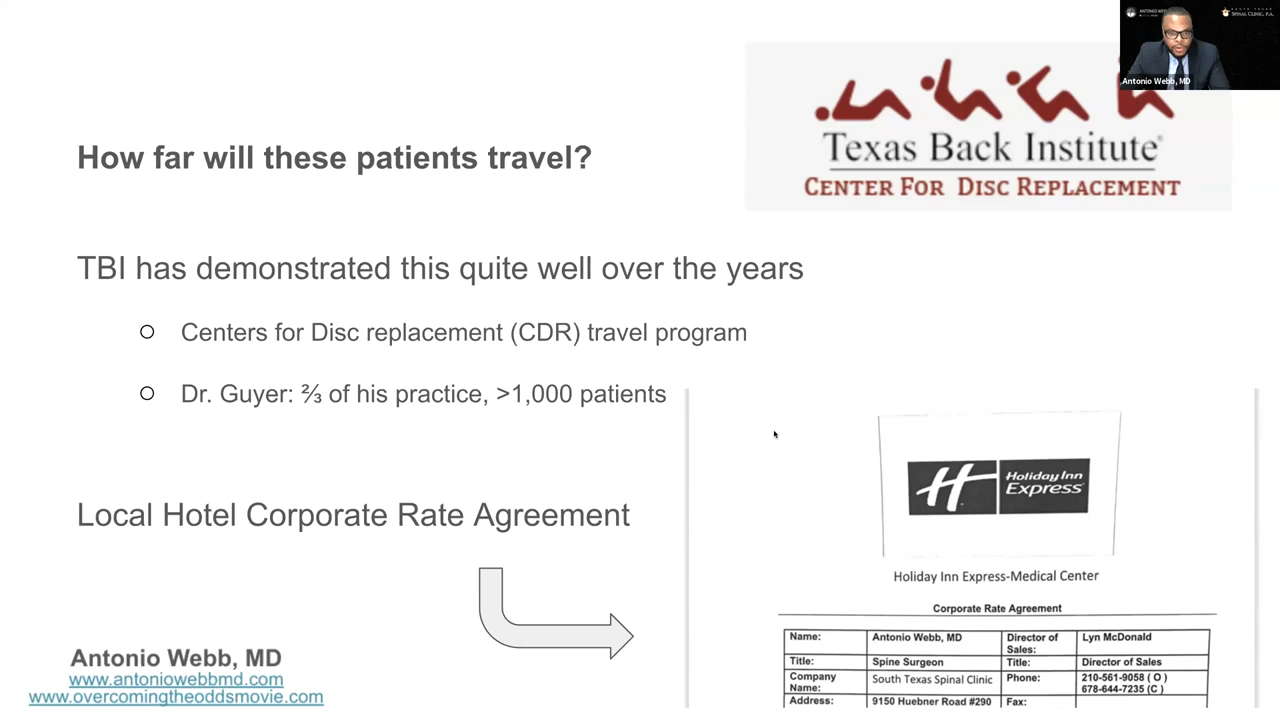 ANTONIO WEBB
SPINAL CLINIC, P.A.
Antonio Webb, MD
Texas Back Institute®
CENTER FOR DISC REPLACEMENT
How far will these patients travel?
TBI has demonstrated this quite well over the years
Centers for Disc replacement (CDR) travel program
Dr. Guyer: ⅔ of his practice, >1,000 patients
Local Hotel Corporate Rate Agreement
H Holiday Inn
Express
Holiday Inn Express-Medical Center
Corporate Rate Agreement
Name: Antonio Webb, MD Director of Sales: Lyn McDonald
Title: Spine Surgeon Title: Director of Sales
Company Name: South Texas Spinal Clinic Phone: 210-561-9058 ( O )
678-644-7235 (C )
Address: 9150 Huebner Road #290 Fax:
Antonio Webb, MD
www.antoniowebbmd.com
www.overcomingtheoddsmovie.com